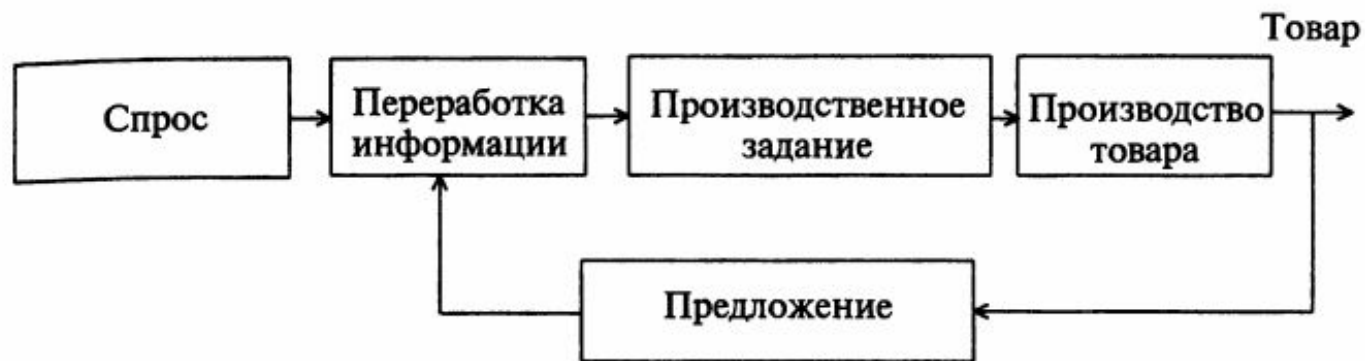 Товар
Спрос
Переработка
информации
Производственное
задание
Производство
товара
Предложение